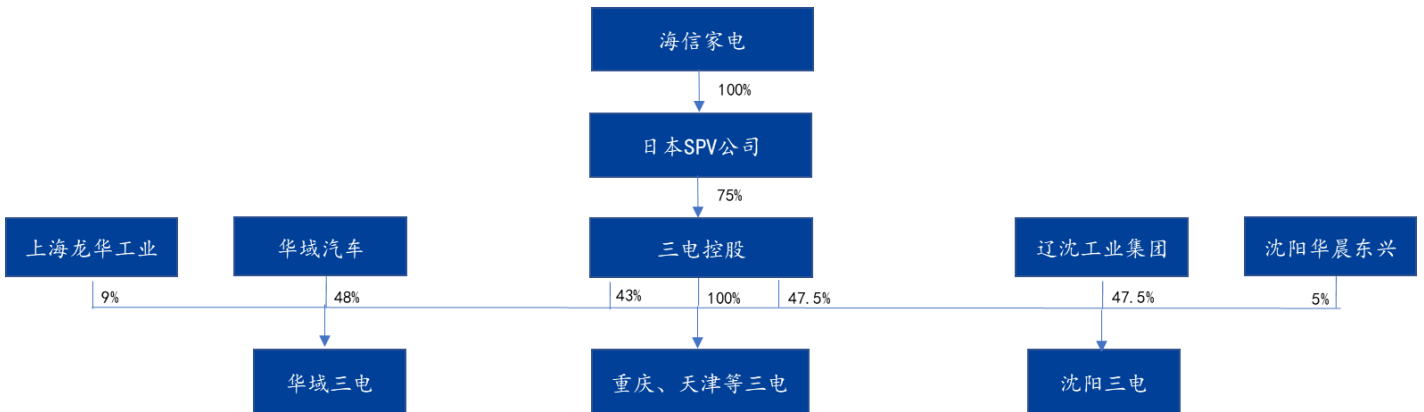 海信家电
100%
日本SPV公司
75%
上海龙华工业
华域汽车
三电控股
辽沈工业集团
沈阳华晨东兴
9%
48%
43%
100%
47.5%
47.5%
5%
华域三电
重庆、天津等三电
沈阳三电